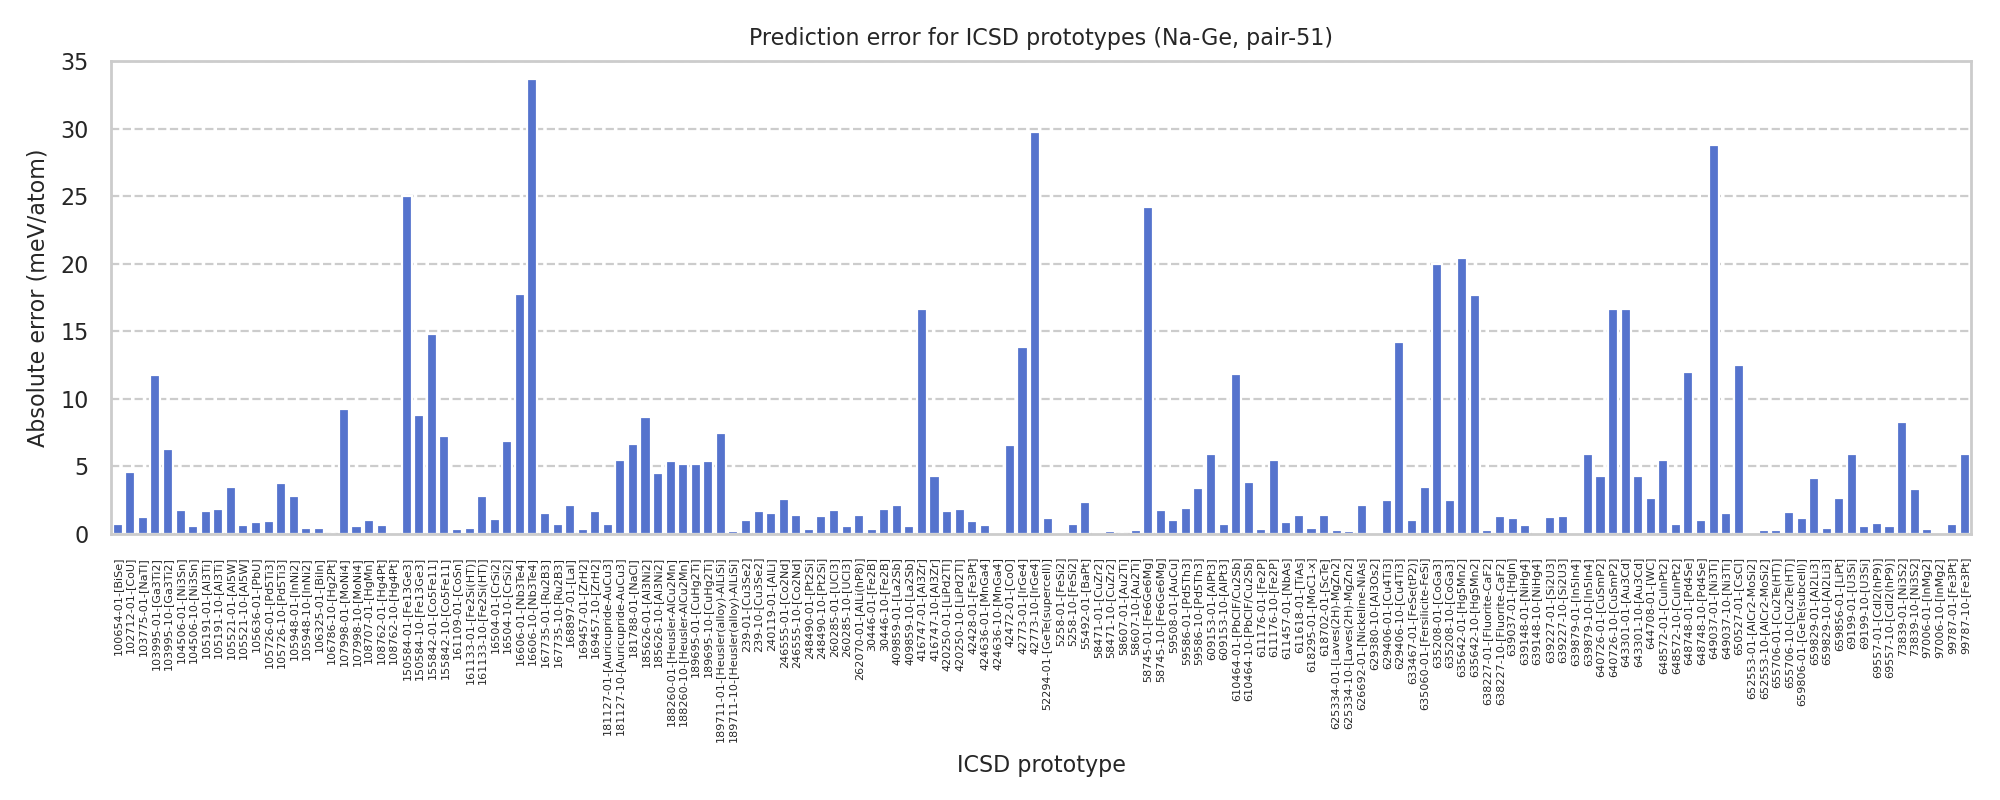 Prediction error for ICSD prototypes (Na-Ge, pair-51)
Absolute error (meV/atom)
35
30
25
20
15
10
5
0
100654-01-[BiSe]
102712-01-[CoU]
103775-01-[NaTl]
103995-01-[Ga3Ti2]
103995-10-[Ga3Ti2]
104506-01-[Ni3Sn]
104506-10-[Ni3Sn]
105191-01-[Al3Ti]
105191-10-[Al3Ti]
105521-01-[Al5W]
105521-10-[Al5W]
105636-01-[PbU]
105726-01-[Pd5Ti3]
105726-10-[Pd5Ti3]
105948-01-[InNi2]
105948-10-[InNi2]
106325-01-[BiIn]
106786-10-[Hg2Pt]
107998-01-[MoNi4]
107998-10-[MoNi4]
108707-01-[HgMn]
108762-01-[Hg4Pt]
108762-10-[Hg4Pt]
150584-01-[Fe13Ge3]
150584-10-[Fe13Ge3]
155842-01-[Co5Fe11]
155842-10-[Co5Fe11]
161109-01-[CoSn]
161133-01-[Fe2Si(HT)]
161133-10-[Fe2Si(HT)]
16504-01-[CrSi2]
16504-10-[CrSi2]
16606-01-[Nb3Te4]
16606-10-[Nb3Te4]
167735-01-[Ru2B3]
167735-10-[Ru2B3]
168897-01-[LaI]
169457-01-[ZrH2]
169457-10-[ZrH2]
181127-01-[Auricupride-AuCu3]
181127-10-[Auricupride-AuCu3]
181788-01-[NaCl]
185626-01-[Al3Ni2]
185626-10-[Al3Ni2]
188260-01-[Heusler-AlCu2Mn]
188260-10-[Heusler-AlCu2Mn]
189695-01-[CuHg2Ti]
189695-10-[CuHg2Ti]
189711-01-[Heusler(alloy)-AlLiSi]
189711-10-[Heusler(alloy)-AlLiSi]
239-01-[Cu3Se2]
239-10-[Cu3Se2]
240119-01-[AlLi]
246555-01-[Co2Nd]
246555-10-[Co2Nd]
248490-01-[Pt2Si]
248490-10-[Pt2Si]
260285-01-[UCl3]
260285-10-[UCl3]
262070-01-[AlLi(hP8)]
30446-01-[Fe2B]
30446-10-[Fe2B]
409859-01-[La2Sb]
409859-10-[La2Sb]
416747-01-[Al3Zr]
416747-10-[Al3Zr]
420250-01-[LiPd2Tl]
420250-10-[LiPd2Tl]
42428-01-[Fe3Pt]
424636-01-[MnGa4]
424636-10-[MnGa4]
42472-01-[CoO]
42773-01-[IrGe4]
42773-10-[IrGe4]
52294-01-[GeTe(supercell)]
5258-01-[FeSi2]
5258-10-[FeSi2]
55492-01-[BaPt]
58471-01-[CuZr2]
58471-10-[CuZr2]
58607-01-[Au2Ti]
58607-10-[Au2Ti]
58745-01-[Fe6Ge6Mg]
58745-10-[Fe6Ge6Mg]
59508-01-[AuCu]
59586-01-[Pd5Th3]
59586-10-[Pd5Th3]
609153-01-[AlPt3]
609153-10-[AlPt3]
610464-01-[PbClF/Cu2Sb]
610464-10-[PbClF/Cu2Sb]
611176-01-[Fe2P]
611176-10-[Fe2P]
611457-01-[NbAs]
611618-01-[TiAs]
618295-01-[MoC1-x]
618702-01-[ScTe]
625334-01-[Laves(2H)-MgZn2]
625334-10-[Laves(2H)-MgZn2]
626692-01-[Nickeline-NiAs]
629380-10-[Al3Os2]
629406-01-[Cu4Ti3]
629406-10-[Cu4Ti3]
633467-01-[FeSe(tP2)]
635060-01-[Fersilicite-FeSi]
635208-01-[CoGa3]
635208-10-[CoGa3]
635642-01-[Hg5Mn2]
635642-10-[Hg5Mn2]
638227-01-[Fluorite-CaF2]
638227-10-[Fluorite-CaF2]
639037-01-[HgIn]
639148-01-[NiHg4]
639148-10-[NiHg4]
639227-01-[Si2U3]
639227-10-[Si2U3]
639879-01-[In5In4]
639879-10-[In5In4]
640726-01-[CuSmP2]
640726-10-[CuSmP2]
643301-01-[Au3Cd]
643301-10-[Au3Cd]
644708-01-[WC]
648572-01-[CuInPt2]
648572-10-[CuInPt2]
648748-01-[Pd4Se]
648748-10-[Pd4Se]
649037-01-[Ni3Ti]
649037-10-[Ni3Ti]
650527-01-[CsCl]
652553-01-[AlCr2-MoSi2]
652553-10-[AlCr2-MoSi2]
655706-01-[Cu2Te(HT)]
655706-10-[Cu2Te(HT)]
659806-01-[GeTe(subcell)]
659829-01-[Al2Li3]
659829-10-[Al2Li3]
659856-01-[LiPt]
69199-01-[U3Si]
69199-10-[U3Si]
69557-01-[CdI2(hP9)]
69557-10-[CdI2(hP9)]
73839-01-[Ni3S2]
73839-10-[Ni3S2]
97006-01-[InMg2]
97006-10-[InMg2]
99787-01-[Fe3Pt]
99787-10-[Fe3Pt]
ICSD prototype